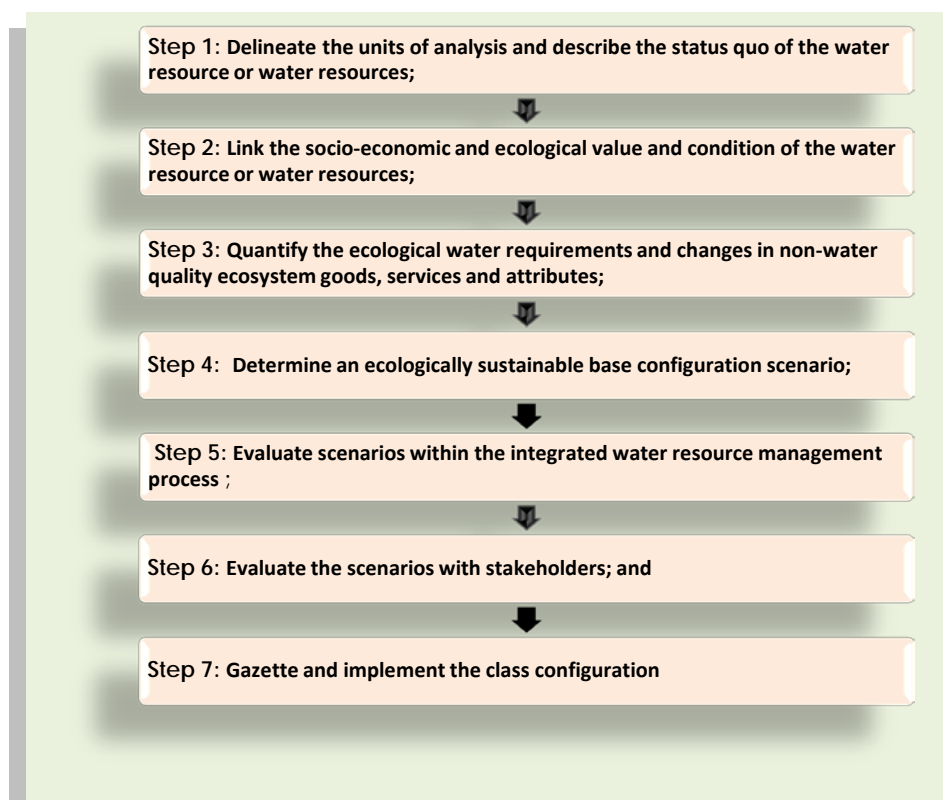 Step 1: Delineate the units of analysis and describe the status quo of the water
resource or water resources;
Step 2: Link the socio-economic and ecological value and condition of the water
resource or water resources;
Step 3: Quantify the ecological water requirements and changes in non-water
quality ecosystem goods, services and attributes;
Step 4: Determine an ecologically sustainable base configuration scenario;
Step 5: Evaluate scenarios within the integrated water resource management
process ;
Step 6: Evaluate the scenarios with stakeholders; and
Step 7: Gazette and implement the class configuration